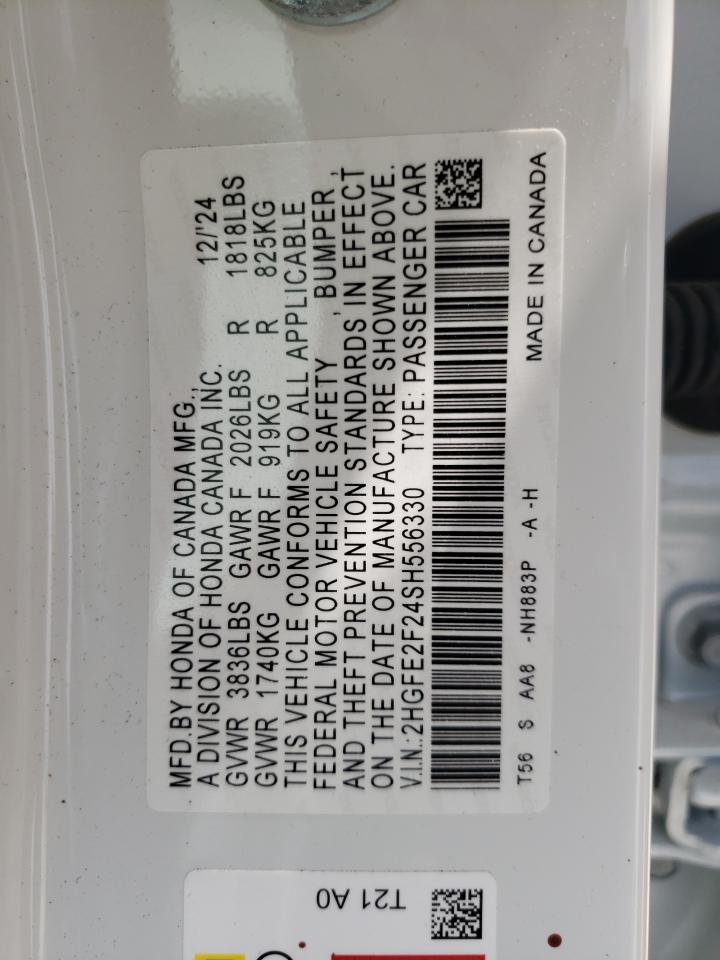 MFD.BY HONDA OF CANADA MFG.,
A DIVISION OF HONDA CANADA INC. 12/'24
GVWR 3836LBS GAWR F 2026LBS R 1818LBS
GVWR 1740KG GAWR F 919KG R 825KG
THIS VEHICLE CONFORMS TO ALL APPLICABLE
FEDERAL MOTOR VEHICLE SAFETY , BUMPER ,
AND THEFT PREVENTION STANDARDS IN EFFECT
ON THE DATE OF MANUFACTURE SHOWN ABOVE.
V.I.N.:2HGFE2F24SH556330 TYPE: PASSENGER CAR
T56 S AA8 -NH883P -A -H MADE IN CANADA
T21 A0